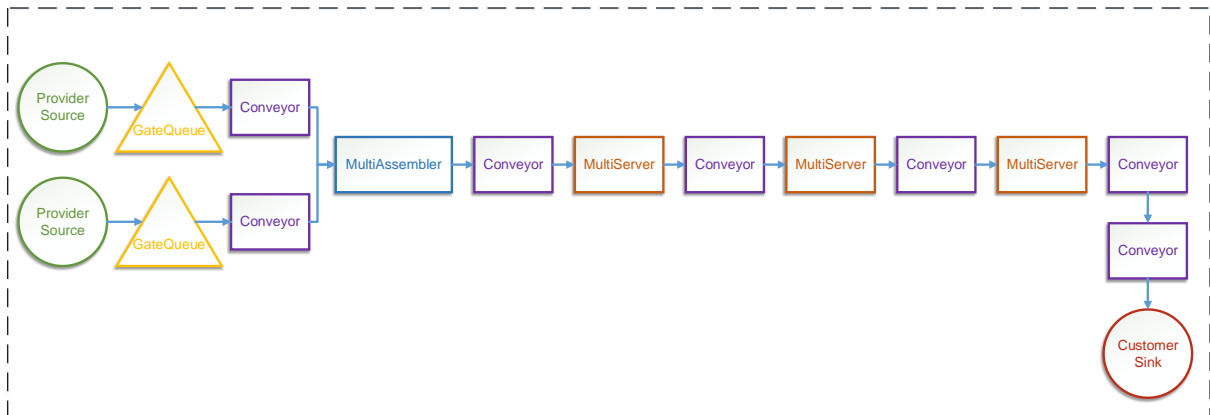 Provider
Source
GateQueue
Conveyor
MultiAssembler
Conveyor
MultiServer
Conveyor
MultiServer
Conveyor
MultiServer
Conveyor
Provider
Source
GateQueue
Conveyor
Conveyor
Customer
Sink